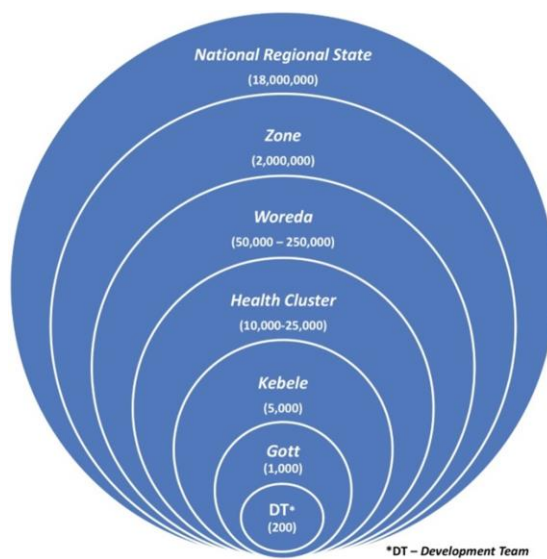 National Regional State
(18,000,000)
Zone
(2,000,000)
Woreda
(50,000 – 250,000)
Health Cluster
(10,000-25,000)
Kebele
(5,000)
Gott
(1,000)
DT*
(200)
*DT – Development Team